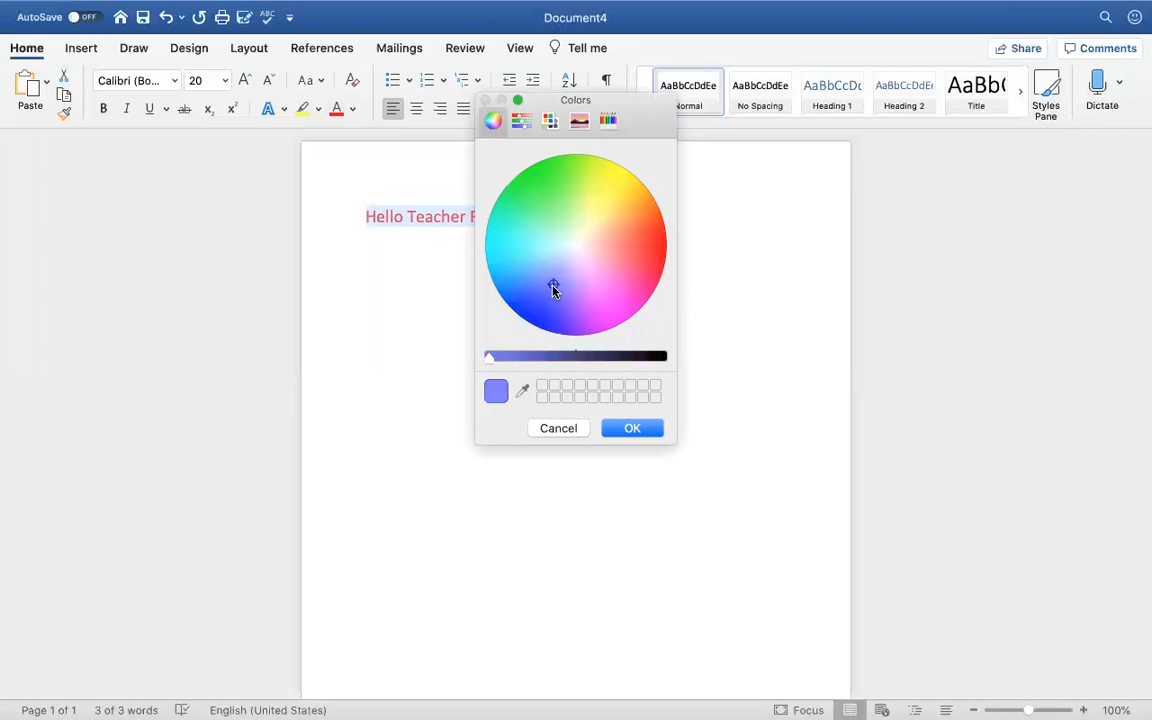 AutoSave OFF
Document4
Home Insert Draw Design Layout References Mailings Review View Tell me Share Comments
Paste
Calibri (Bo... 20
AaBbCcDdEe
Normal
AaBbCcDdEe
No Spacing
AaBbCcDc
Heading 1
AaBbCcDdEe
Heading 2
AaBb(
Title
Styles Pane
Dictate
Colors
Hello Teacher
Cancel OK
Page 1 of 1 3 of 3 words English (United States) Focus 100%